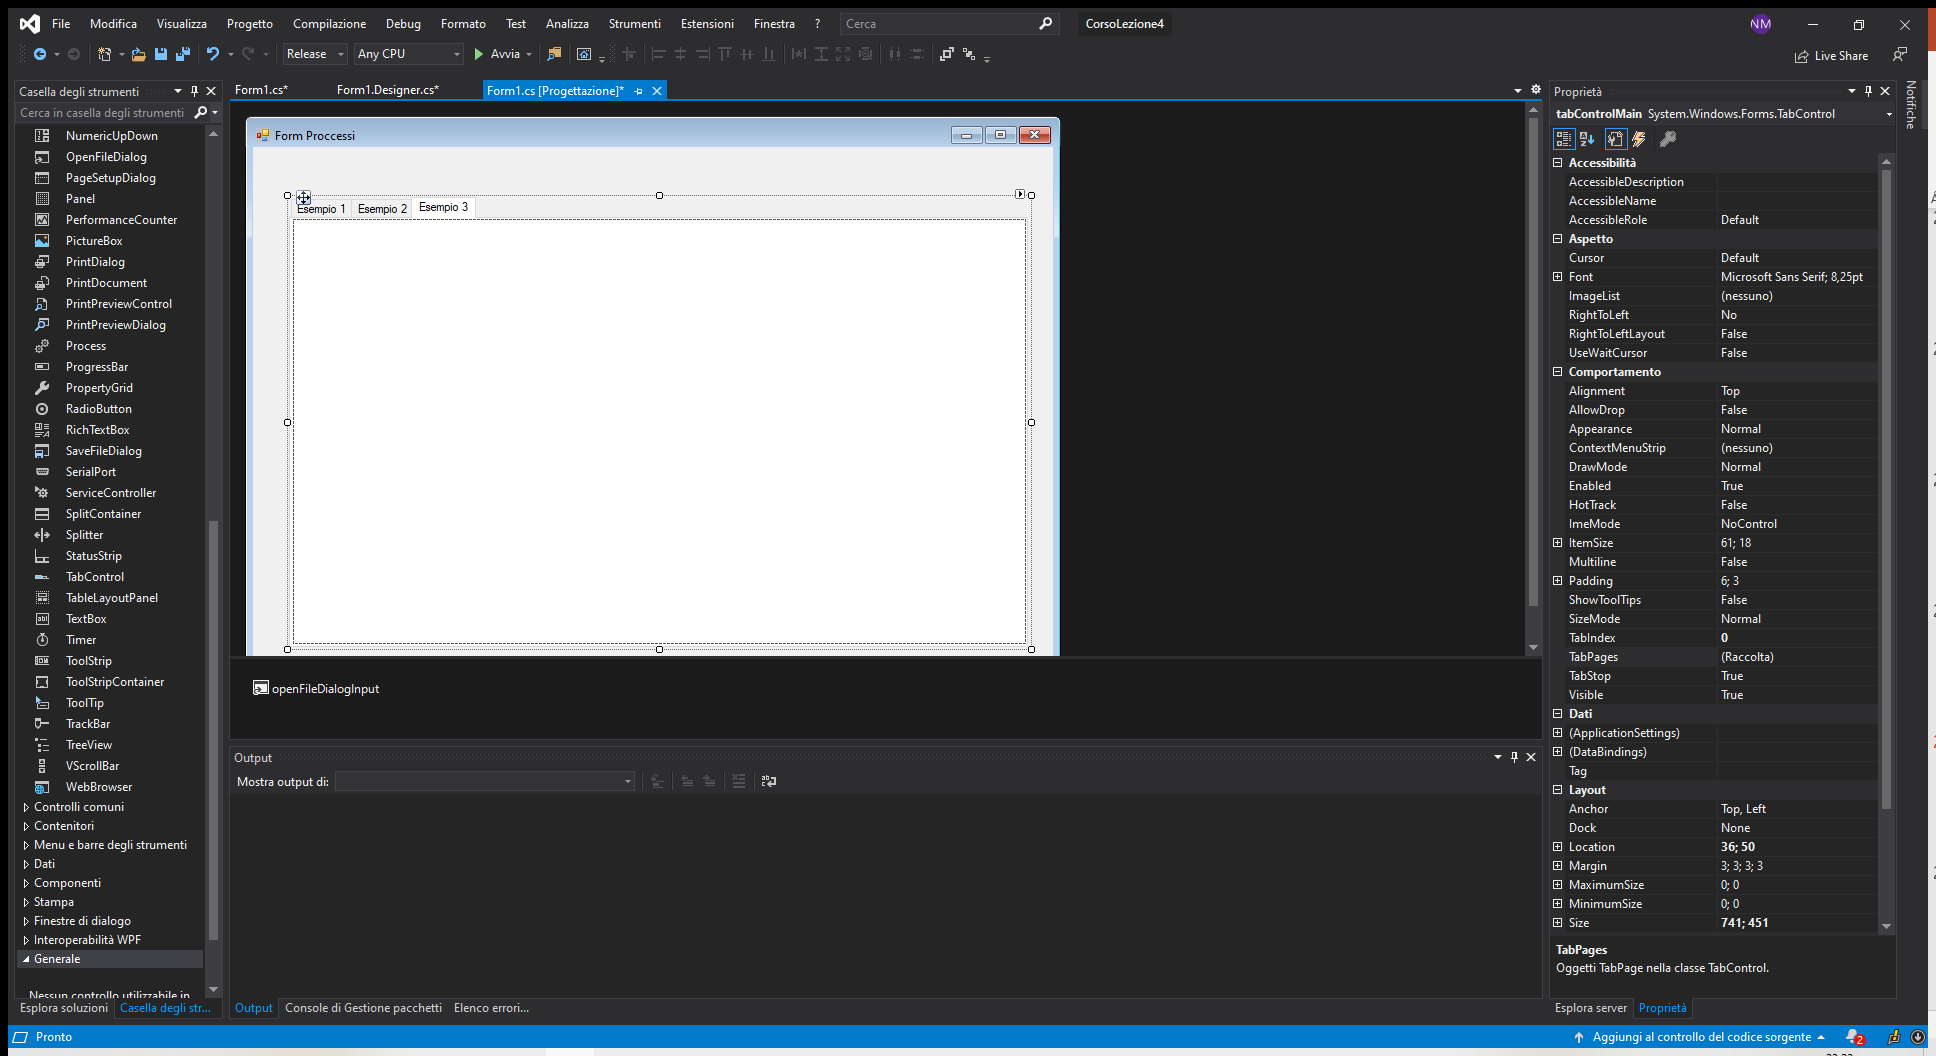 File Modifica Visualizza Progetto Compilazione Debug Formato Test Analizza Strumenti Estensioni Finestra ? Cerca CorsoLezione4 NM
Release Any CPU Avvia Live Share
Casella degli strumenti
Cerca in casella degli strumenti
NumericUpDown
OpenFileDialog
PageSetupDialog
Panel
PerformanceCounter
PictureBox
PrintDialog
PrintDocument
PrintPreviewControl
PrintPreviewDialog
Process
ProgressBar
PropertyGrid
RadioButton
RichTextBox
SaveFileDialog
SerialPort
ServiceController
SplitContainer
Splitter
StatusStrip
TabControl
TableLayoutPanel
TextBox
Timer
ToolStrip
ToolStripContainer
ToolTip
TrackBar
TreeView
VScrollBar
WebBrowser
Controlli comuni
Contenitori
Menu e barre degli strumenti
Dati
Componenti
Stampa
Finestre di dialogo
Interoperabilità WPF
Generale
Nessun controllo utilizzabile in
Esplora soluzioni Casella degli str...
Form1.cs* Form1.Designer.cs* Form1.cs [Progettazione]*
Form Proccessi
Esempio 1 Esempio 2 Esempio 3
openFileDialogInput
Output
Mostra output di:
Output Console di Gestione pacchetti Elenco errori...
Proprietà
tabControlMain System.Windows.Forms.TabControl
Accessibilità
AccessibleDescription
AccessibleName
AccessibleRole Default
Aspetto
Cursor Default
Font Microsoft Sans Serif; 8,25pt
ImageList (nessuno)
RightToLeft No
RightToLeftLayout False
UseWaitCursor False
Comportamento
Alignment Top
AllowDrop False
Appearance Normal
ContextMenuStrip (nessuno)
DrawMode Normal
Enabled True
HotTrack False
ImeMode NoControl
ItemSize 61; 18
Multiline False
Padding 6; 3
ShowToolTips False
SizeMode Normal
TabIndex 0
TabPages (Raccolta)
TabStop True
Visible True
Dati
(ApplicationSettings)
(DataBindings)
Tag
Layout
Anchor Top, Left
Dock None
Location 36; 50
Margin 3; 3; 3; 3
MaximumSize 0; 0
MinimumSize 0; 0
Size 741; 451
TabPages
Oggetti TabPage nella classe TabControl.
Esplora server Proprietà
Notifiche
Pronto Aggiungi al controllo del codice sorgente 2